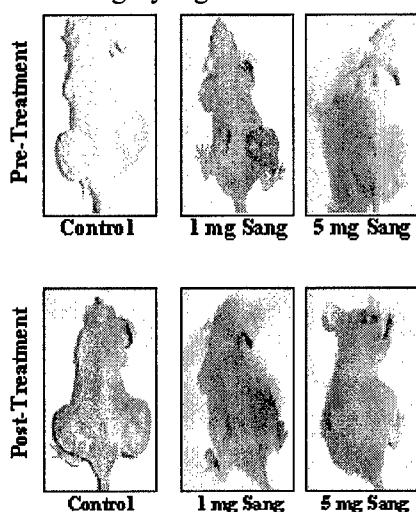 Pre-Treatment
Control
1 mg Sang
5 mg Sang
Post-Treatment
Control
1 mg Sang
5 mg Sang